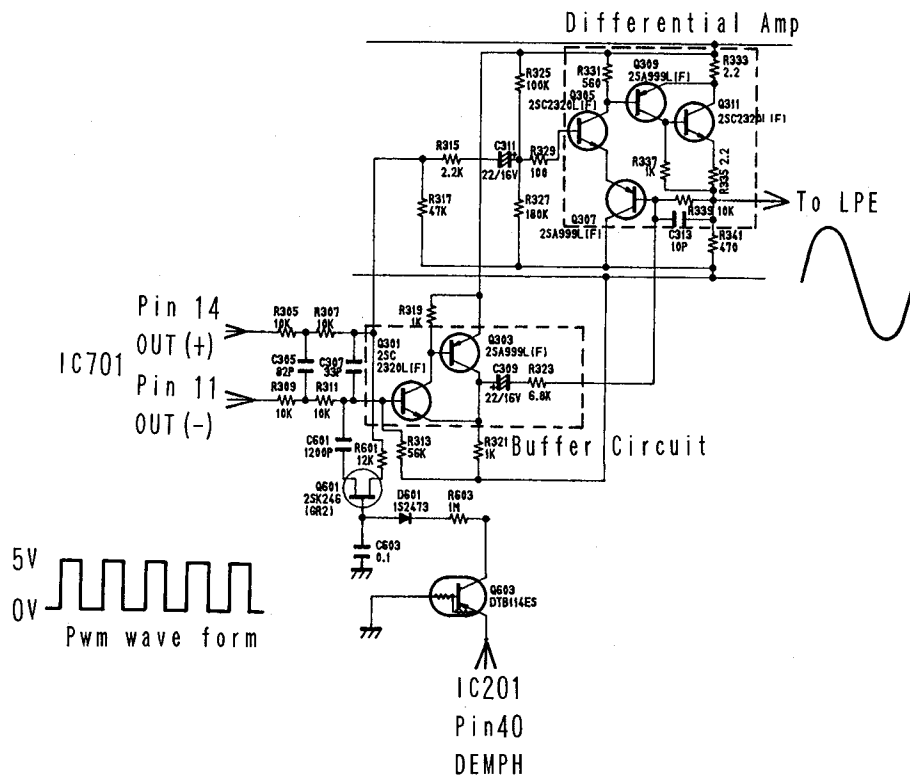 Differential Amp
R325
100K
R331
560
Q309
2SA999L(F)
R333
2.2
Q305
2SC2320L(F)
Q311
2SC2320L(F)
R315
2.2K
C311
22/16V
R329
100
R337
1K
R335
2.2
R317
47K
R327
180K
Q307
2SA999L(F)
R339
10K
C313
10P
R341
470
To LPE
Pin 14
OUT(+)
IC701
Pin 11
OUT(-)
R305
10K
R307
10K
C305
82P
C307
33P
R309
10K
R311
10K
R319
1K
Q301
2SC
2320L(F)
Q303
2SA999L(F)
C309
22/16V
R323
6.8K
Buffer Circuit
C601
1200P
R601
12K
R313
56K
R321
1K
Q601
2SK246
(GR2)
D601
1S2473
R603
1M
C603
0.1
Q603
DTB114ES
5V
0V
Pwm wave form
IC201
Pin40
DEMPH